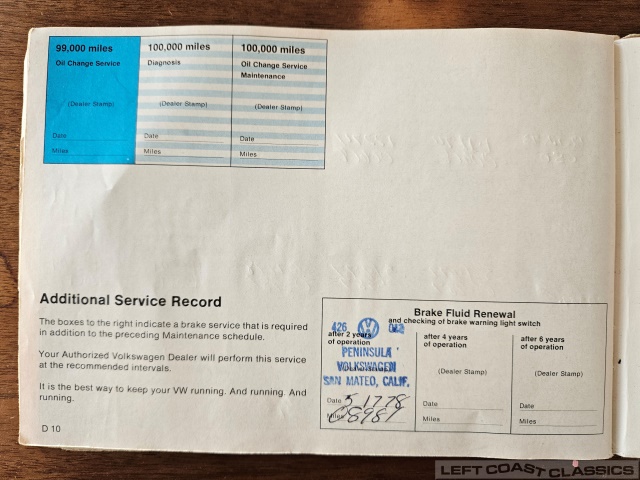 99,000 miles
Oil Change Service
(Dealer Stamp)
Date
Miles
100,000 miles
Diagnosis
(Dealer Stamp)
Date
Miles
100,000 miles
Oil Change Service
Maintenance
(Dealer Stamp)
Date
Miles
Additional Service Record
The boxes to the right indicate a brake service that is required
in addition to the preceding Maintenance schedule.
Your Authorized Volkswagen Dealer will perform this service
at the recommended intervals.
It is the best way to keep your VW running. And running. And
running.
D 10
Brake Fluid Renewal
and checking of brake warning light switch
426
after 2 years
of operation
PENINSULA
VOLKSWAGEN
SAN MATEO, CALIF.
Date 5 17 78
Miles
after 4 years
of operation
(Dealer Stamp)
Date
Miles
after 6 years
of operation
(Dealer Stamp)
Date
Miles
LEFT COAST CLASSICS